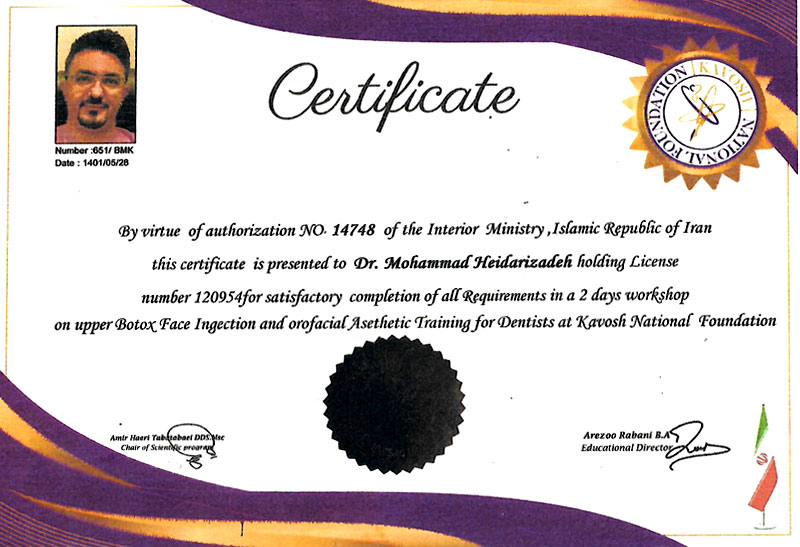 Certificate
KAVOSH NATIONAL FOUNDATION
Number :651/ BMK
Date : 1401/05/28
By virtue of authorization NO. 14748 of the Interior Ministry ,Islamic Republic of Iran
this certificate is presented to Dr. Mohammad Heidarizadeh holding License
number 120954for satisfactory completion of all Requirements in a 2 days workshop
on upper Botox Face Ingection and orofacial Asethetic Training for Dentists at Kavosh National Foundation
Amir Haeri Tabatabaei DDS.Msc
Chair of Scientific program
Arezoo Rabani B.A
Educational Director